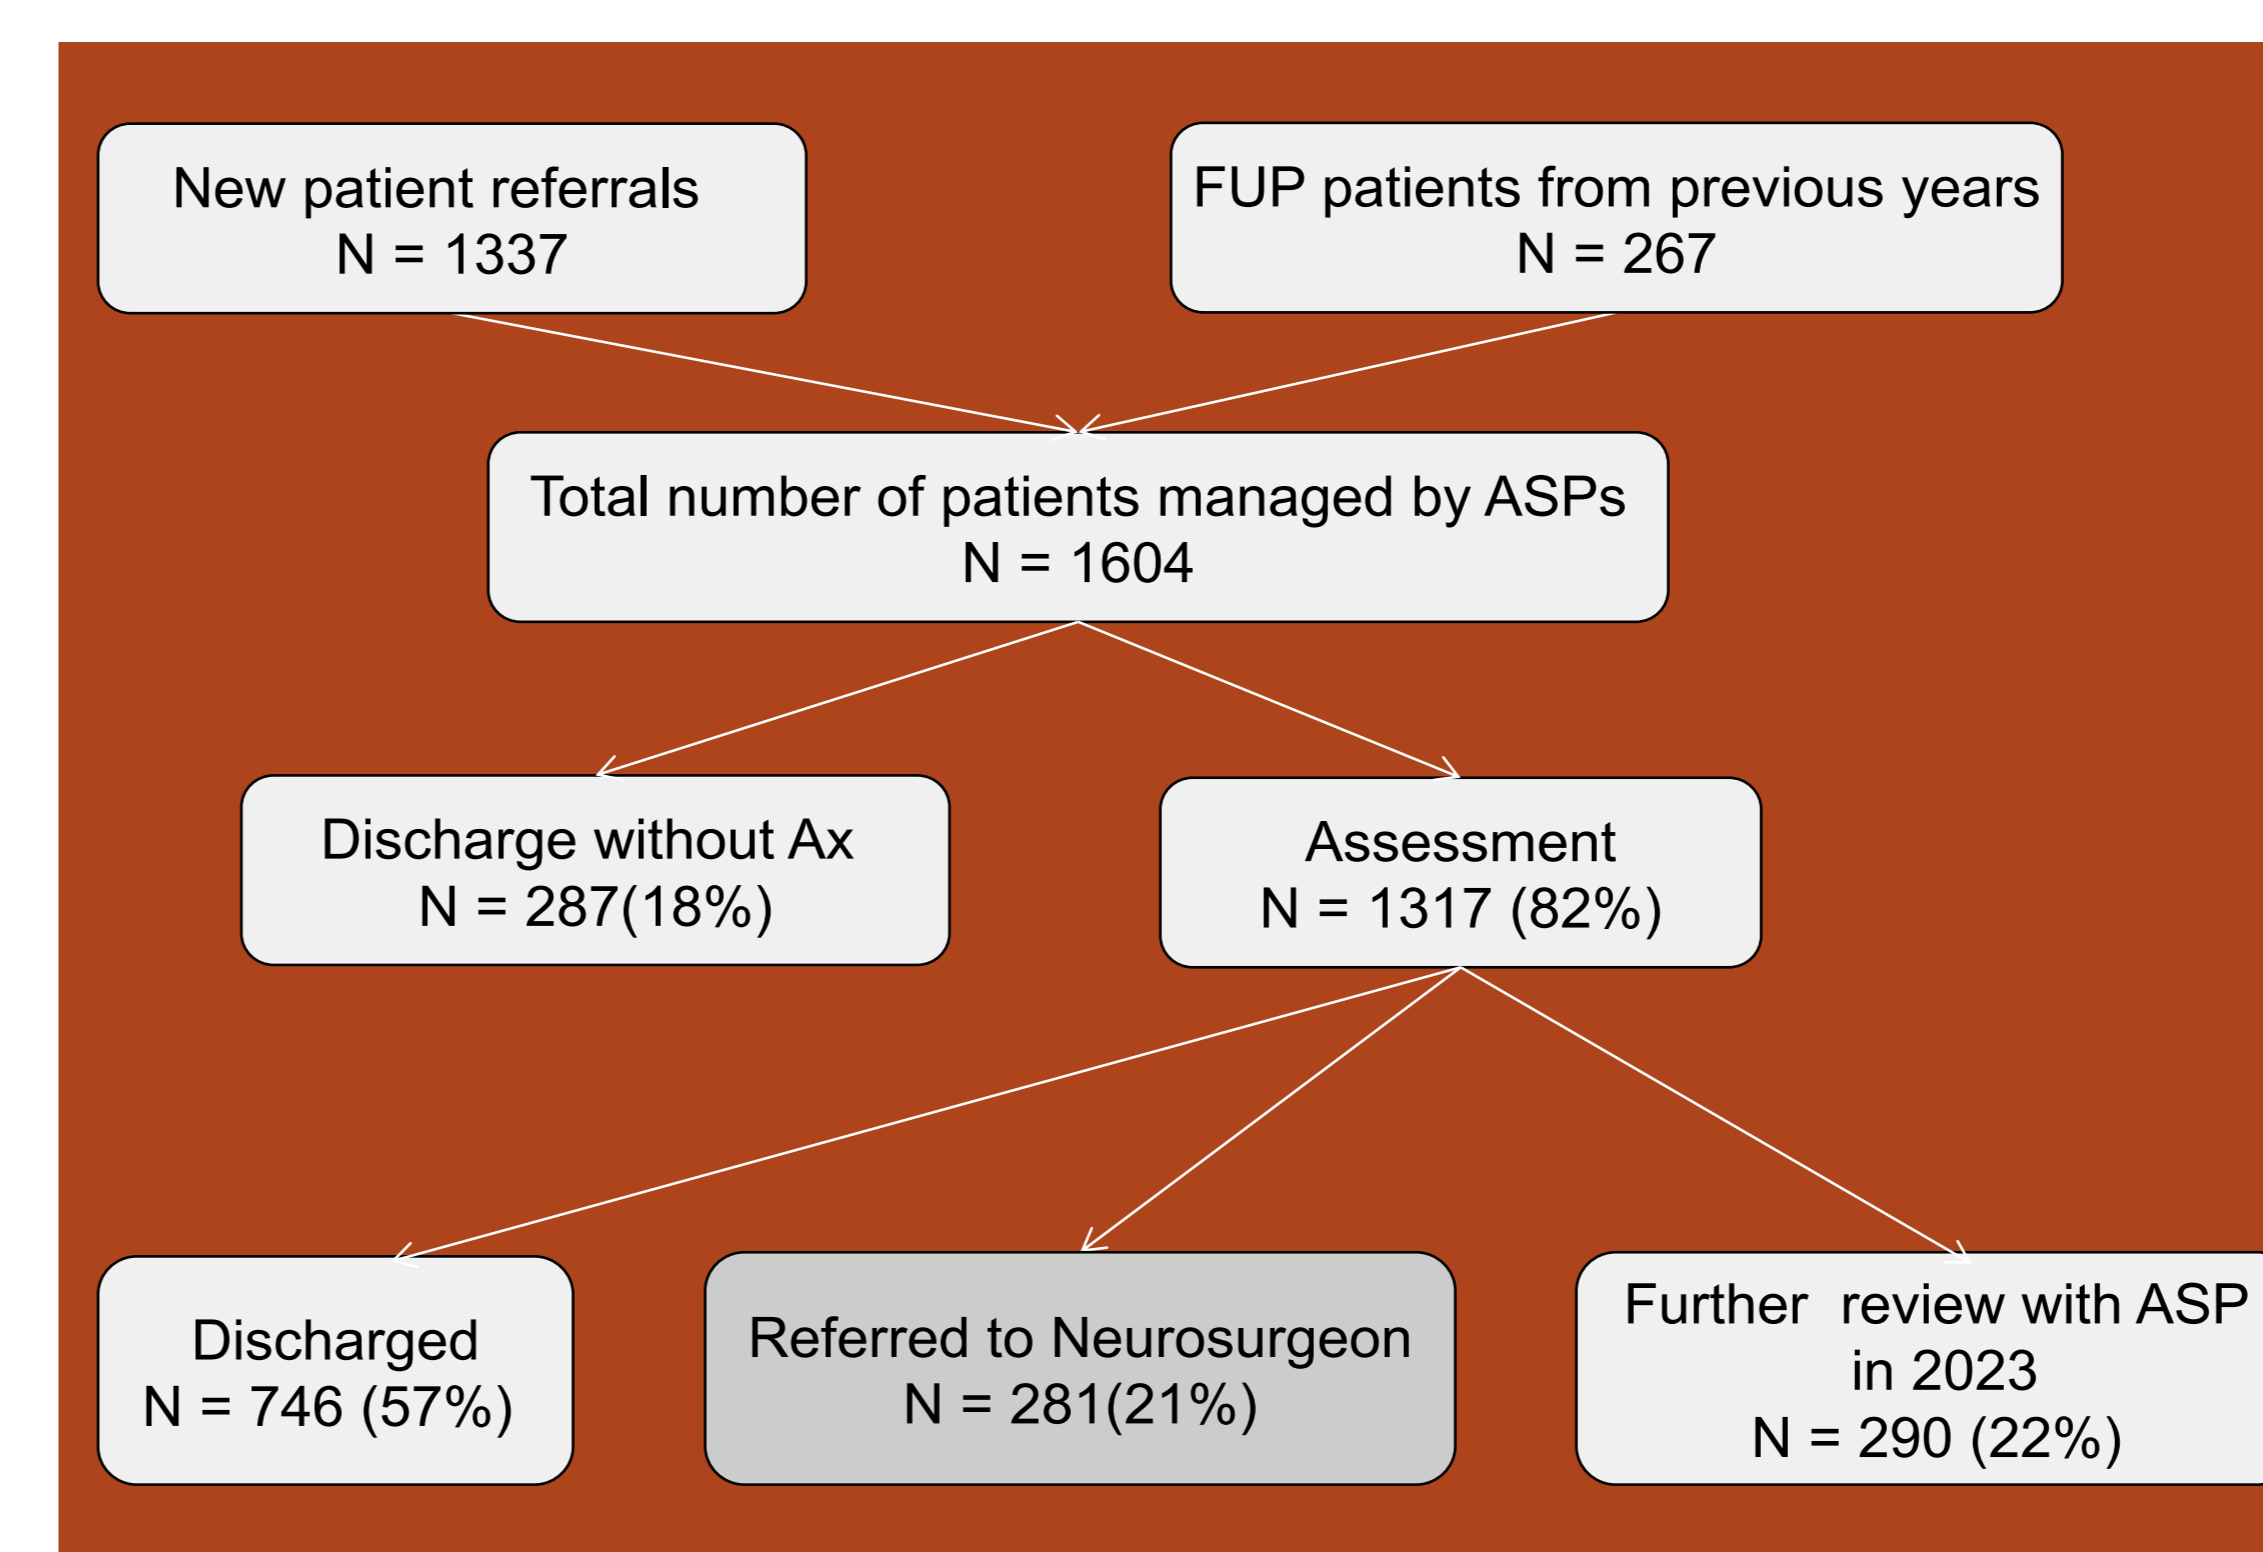 New patient referrals
N = 1337
FUP patients from previous years
N = 267
Total number of patients managed by ASPs
N = 1604
Discharge without Ax
N = 287(18%)
Assessment
N = 1317 (82%)
Discharged
N = 746 (57%)
Referred to Neurosurgeon
N = 281(21%)
Further review with ASP
in 2023
N = 290 (22%)